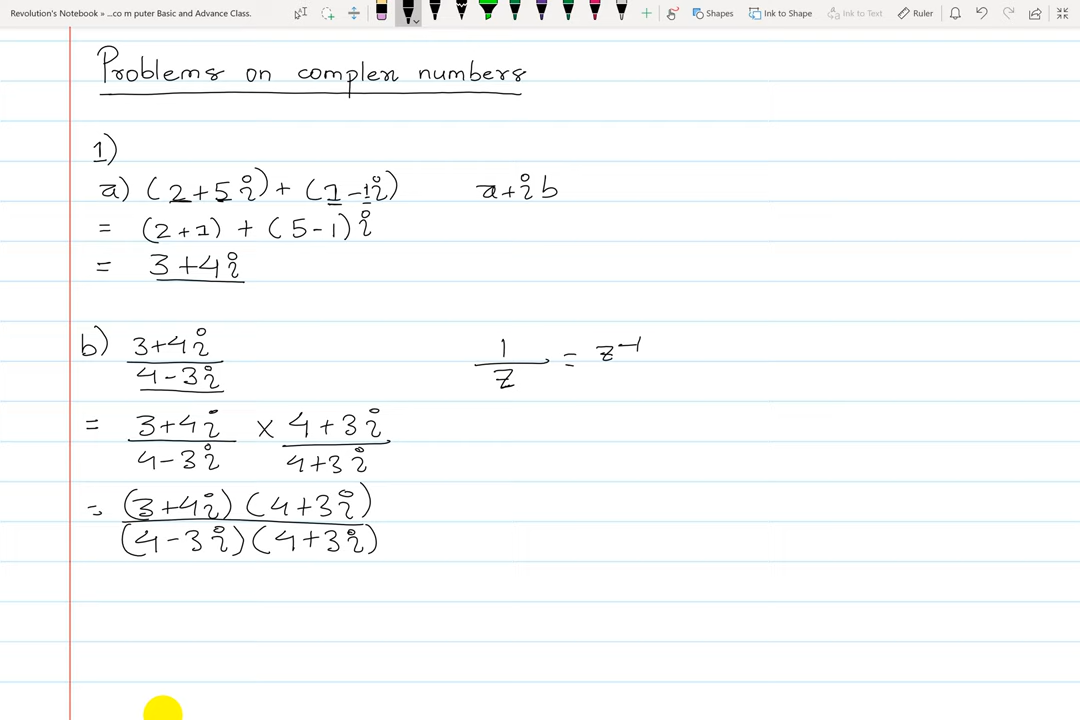 Revolution's Notebook » ...co m puter Basic and Advance Class.
Shapes Ink to Shape Ink to Text Ruler
Problems on complex numbers
1)
a) (2+5i)+(1-1i) a+ib
= (2+1) + (5-1)i
= 3+4i
b) 3+4i / 4-3i 1/z = z⁻¹
= 3+4i / 4-3i × 4+3i / 4+3i
= (3+4i)(4+3i) / (4-3i)(4+3i)